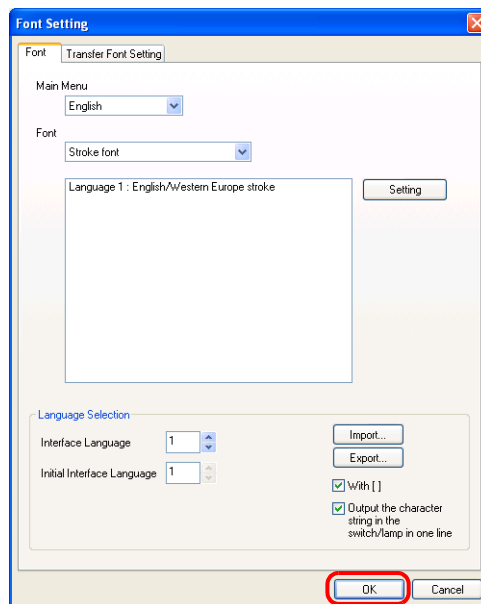 Font Setting
Font
Transfer Font Setting
Main Menu
English
Font
Stroke font
Language 1 : English/Western Europe stroke
Setting
Language Selection
Interface Language
1
Import...
Export...
Initial Interface Language
1
With [ ]
Output the character
string in the
switch/lamp in one line
OK
Cancel